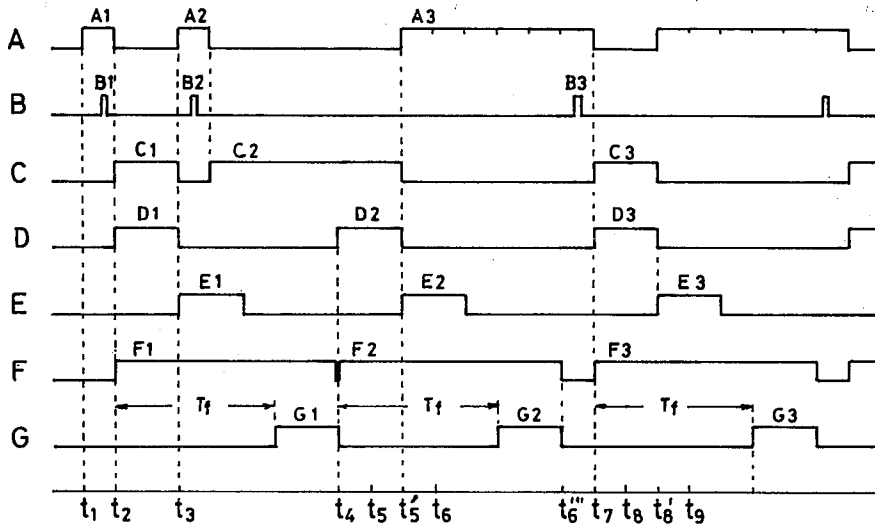 A A1 A2 A3
B B1 B2 B3
C C1 C2 C3
D D1 D2 D3
E E1 E2 E3
F F1 F2 F3
Tf Tf Tf
G G1 G2 G3
t1 t2 t3 t4 t5 t5' t6 t6''' t7 t8 t8' t9